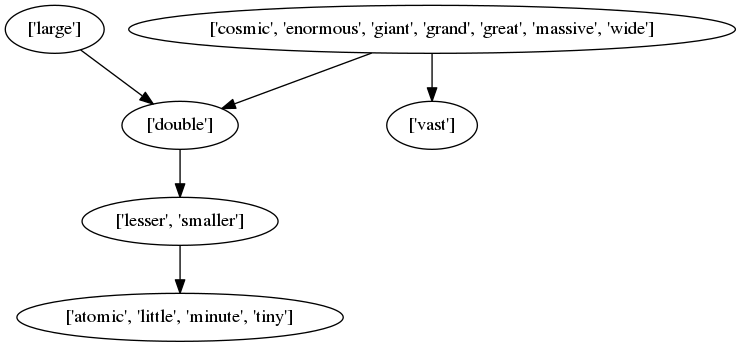 ['large']
['cosmic', 'enormous', 'giant', 'grand', 'great', 'massive', 'wide']
['double']
['vast']
['lesser', 'smaller']
['atomic', 'little', 'minute', 'tiny']